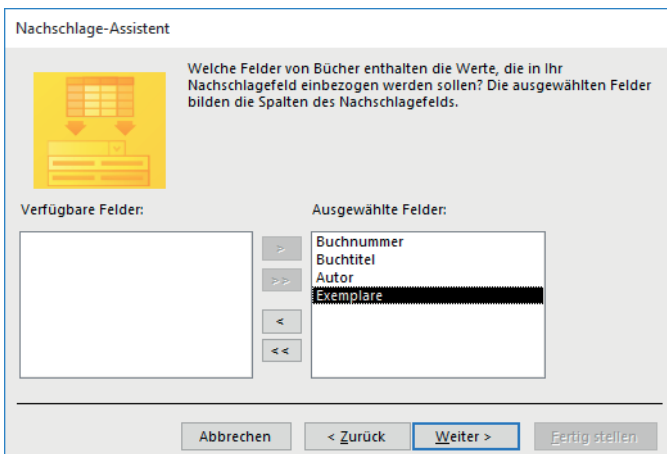 Nachschlage-Assistent
Welche Felder von Bücher enthalten die Werte, die in Ihr
Nachschlagefeld einbezogen werden sollen? Die ausgewählten Felder
bilden die Spalten des Nachschlagefelds.
Verfügbare Felder:
Ausgewählte Felder:
>
>>
<
<<
Buchnummer
Buchtitel
Autor
Exemplare
Abbrechen
< Zurück
Weiter >
Fertig stellen